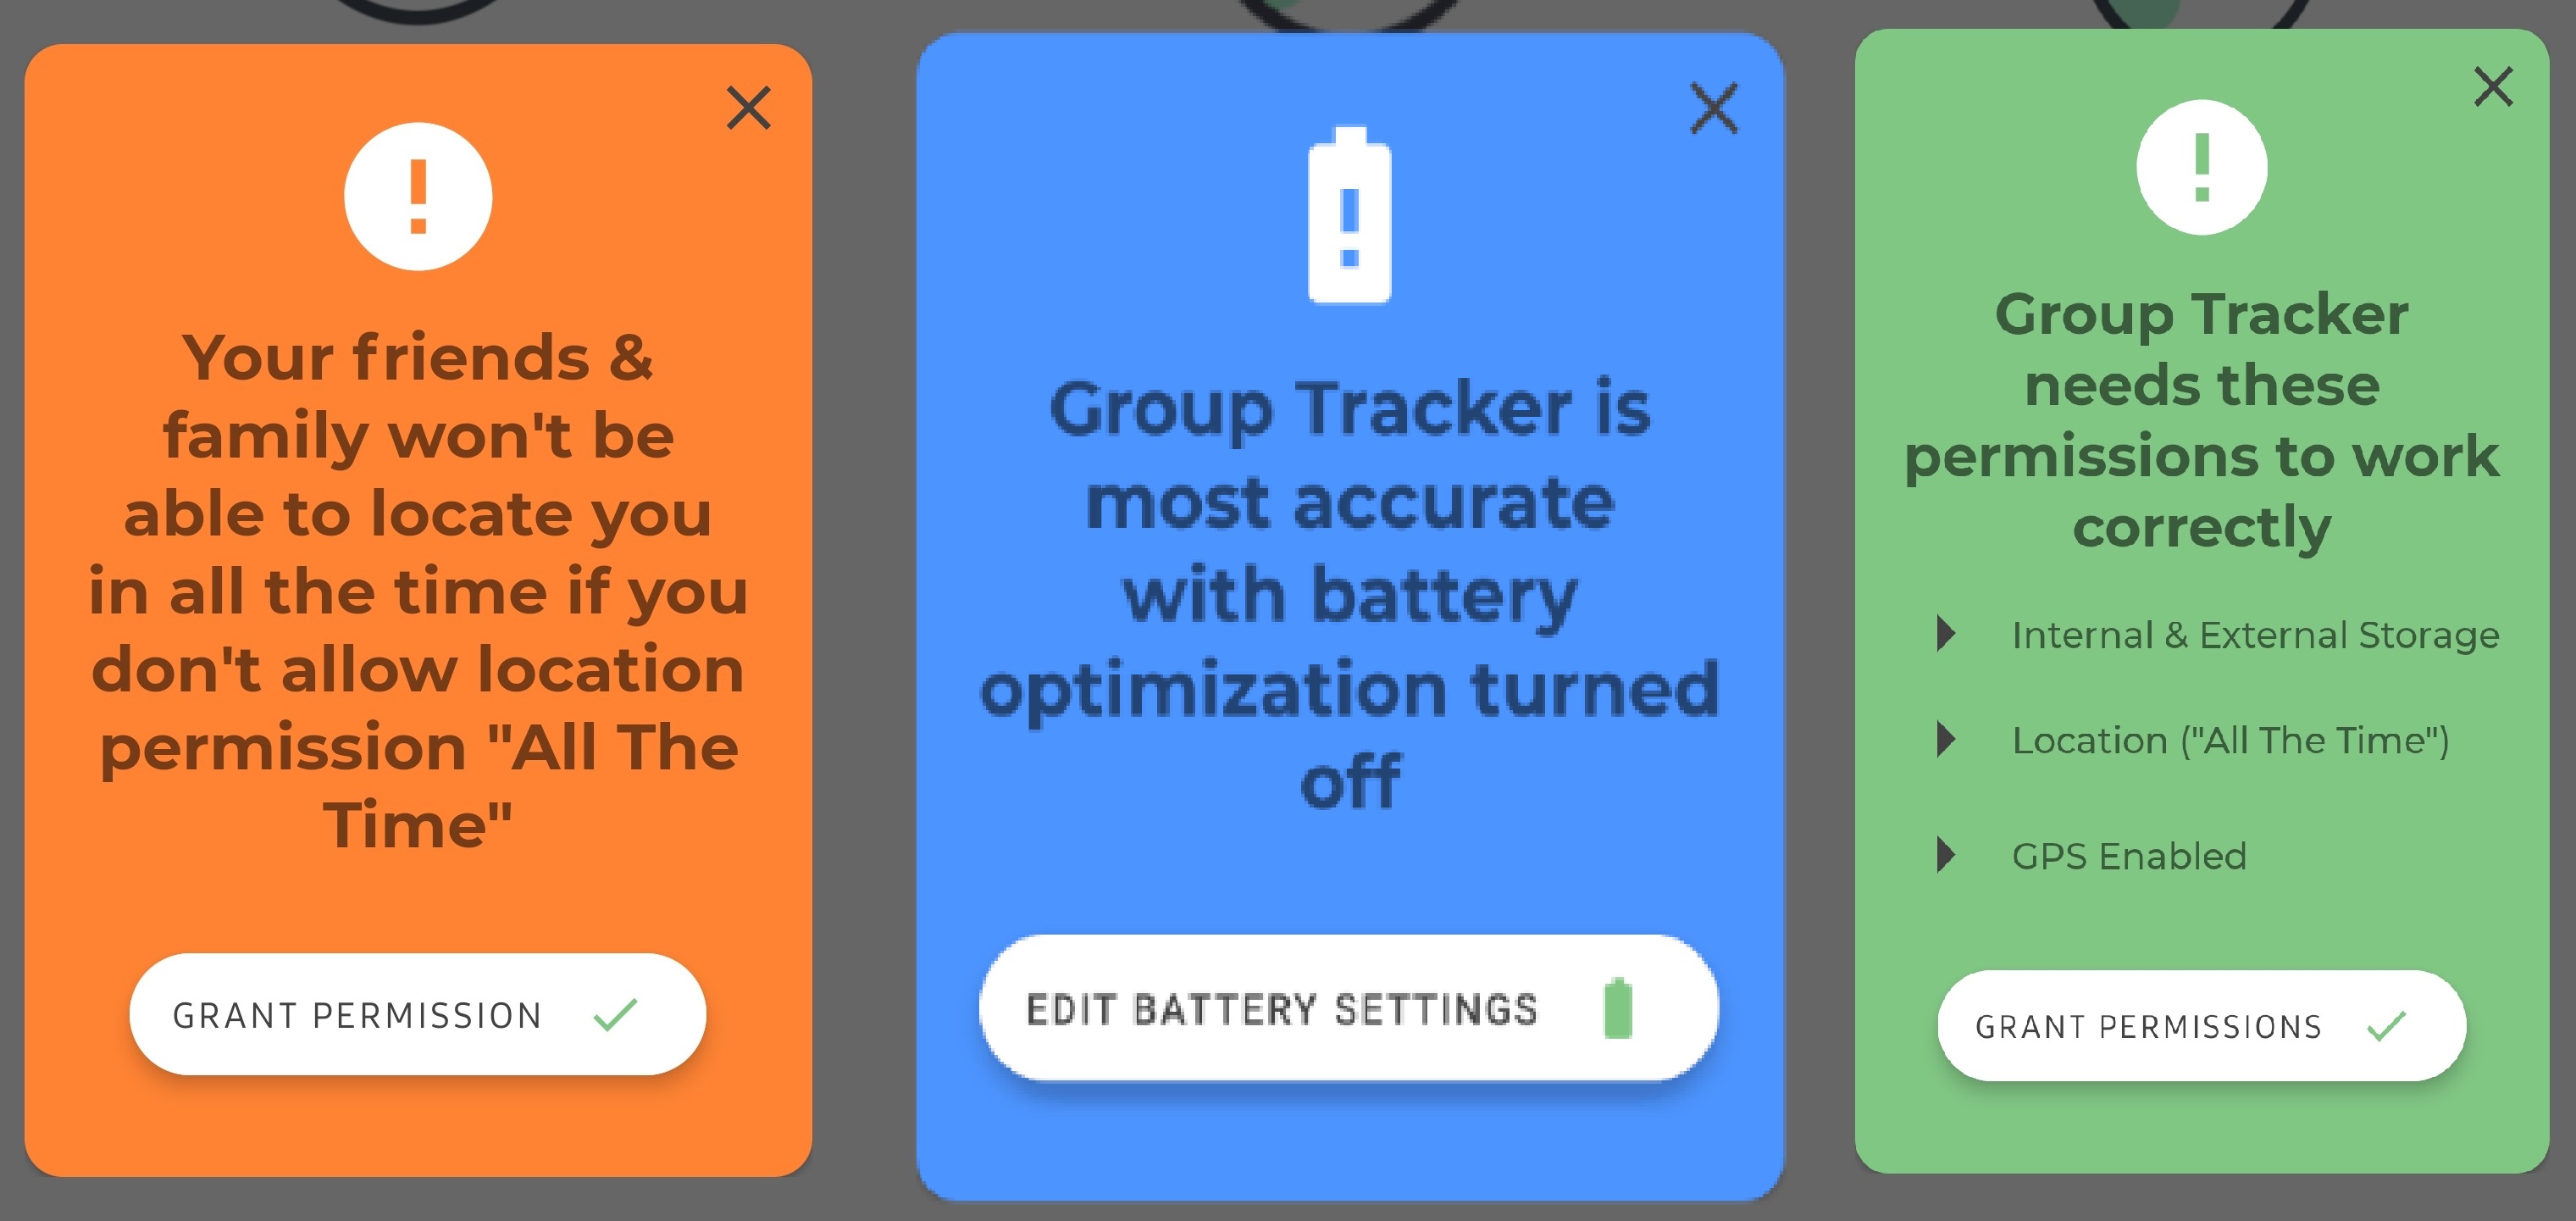 Your friends &
family won't be
able to locate you
in all the time if you
don't allow location
permission "All The
Time"
GRANT PERMISSION
Group Tracker is
most accurate
with battery
optimization turned
off
EDIT BATTERY SETTINGS
Group Tracker
needs these
permissions to work
correctly
Internal & External Storage
Location ("All The Time")
GPS Enabled
GRANT PERMISSIONS